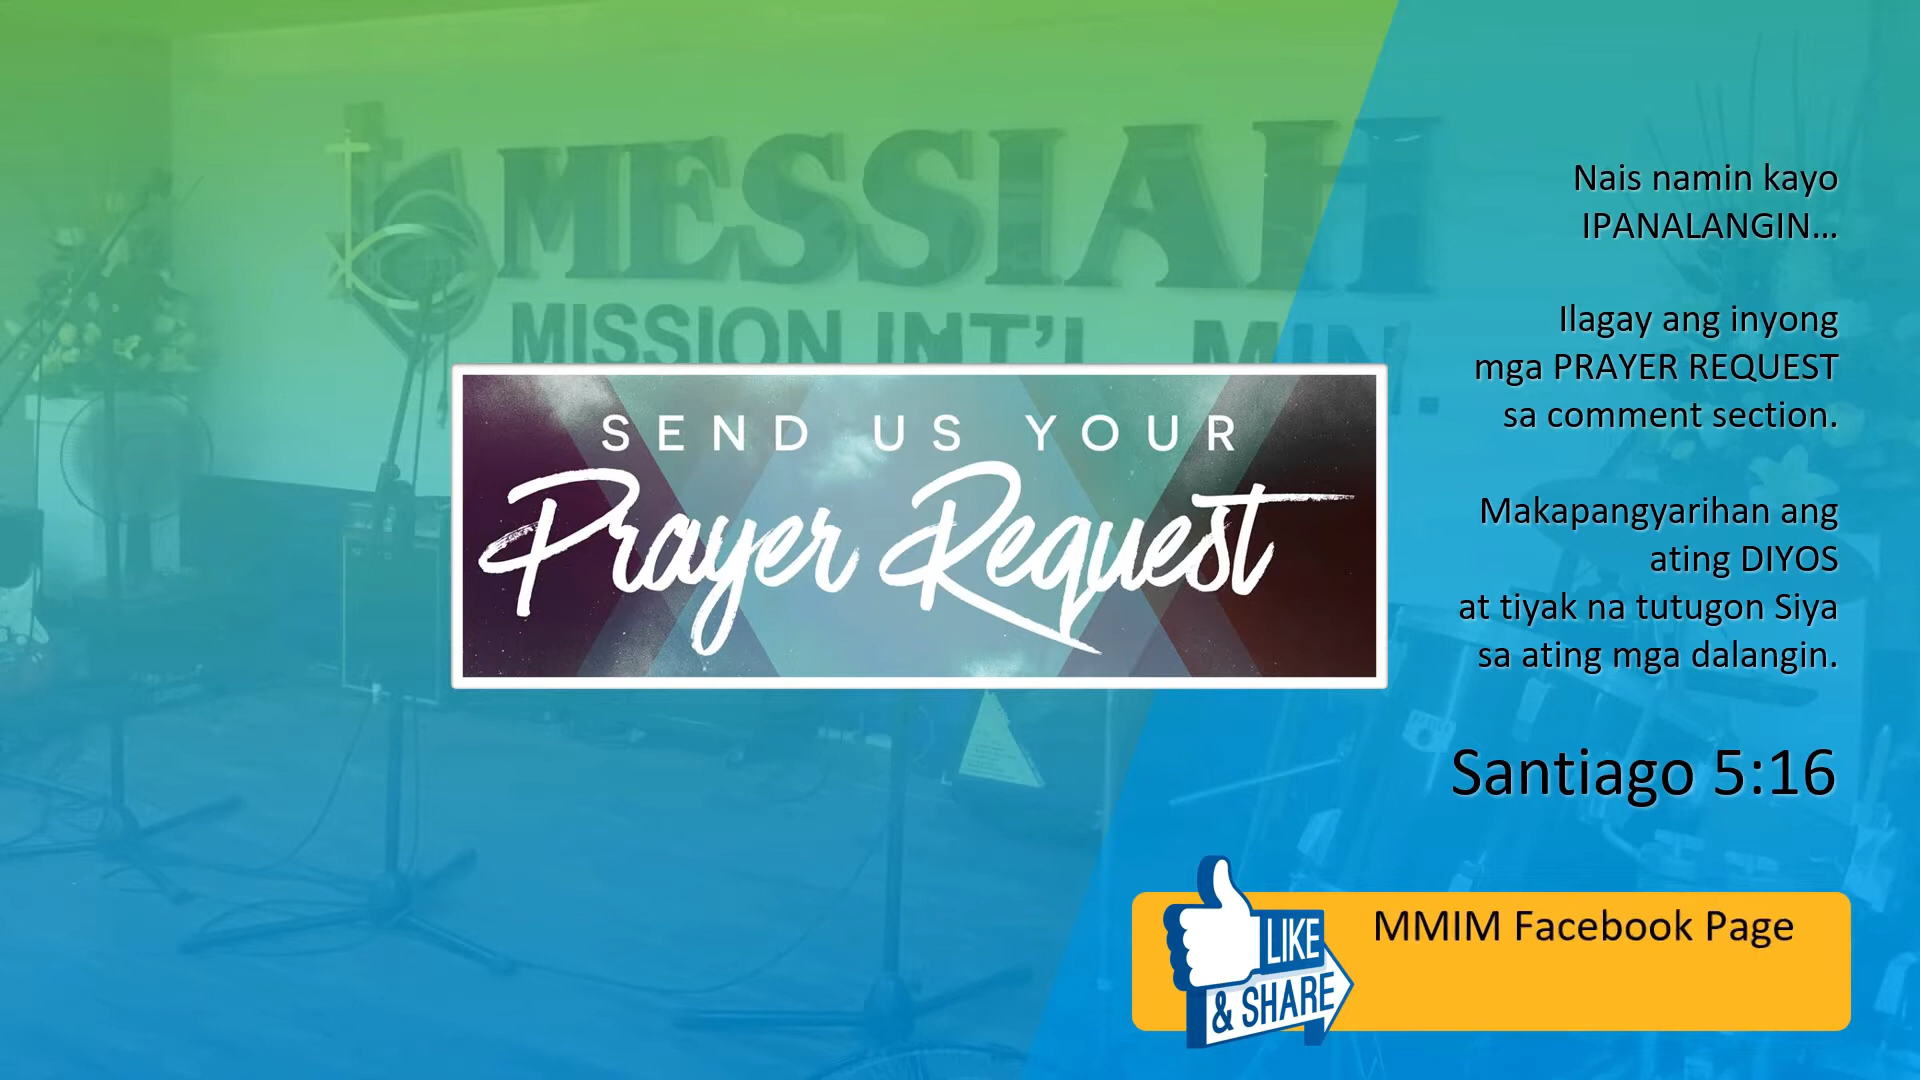 MESSIAH
MISSION INT'L MIN.
SEND US YOUR
Prayer Request
Nais namin kayo
IPANALANGIN...
Ilagay ang inyong
mga PRAYER REQUEST
sa comment section.
Makapangyarihan ang
ating DIYOS
at tiyak na tutugon Siya
sa ating mga dalangin.
Santiago 5:16
LIKE
& SHARE
MMIM Facebook Page